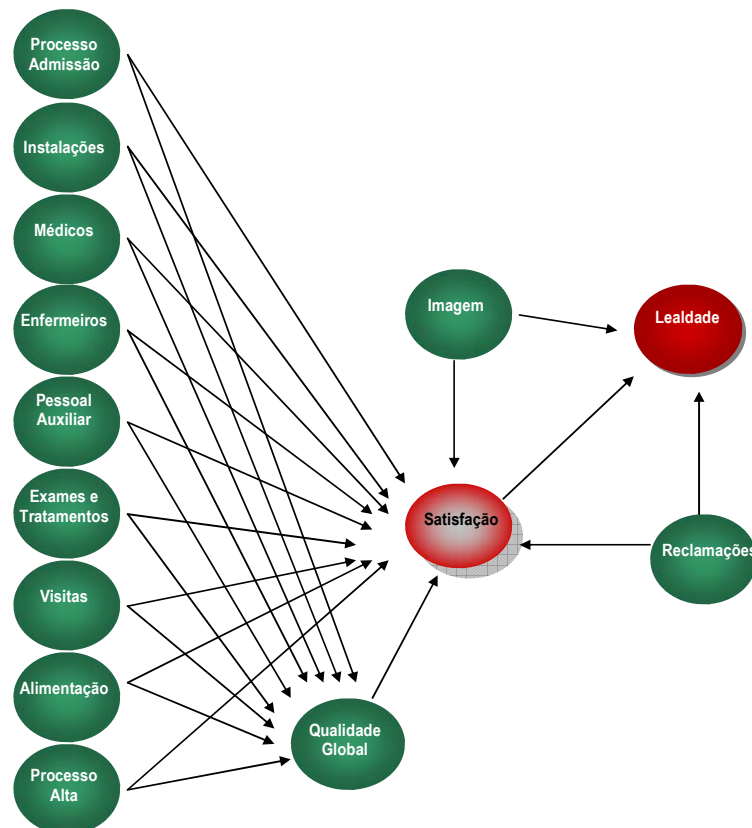 Processo
Admissão
Instalações
Médicos
Enfermeiros
Pessoal
Auxiliar
Exames e
Tratamentos
Visitas
Alimentação
Processo
Alta
Imagem
Lealdade
Satisfação
Reclamações
Qualidade
Global